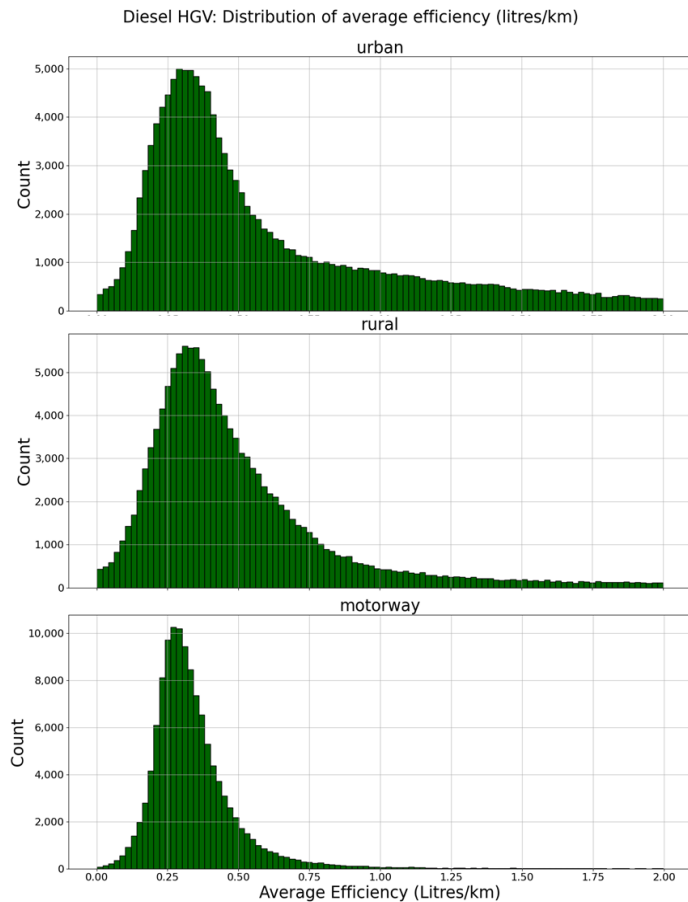 Diesel HGV: Distribution of average efficiency (litres/km)
urban
5,000
4,000
3,000
2,000
1,000
0
Count
rural
5,000
4,000
3,000
2,000
1,000
0
Count
motorway
10,000
8,000
6,000
4,000
2,000
0
Count
0.00 0.25 0.50 0.75 1.00 1.25 1.50 1.75 2.00
Average Efficiency (Litres/km)